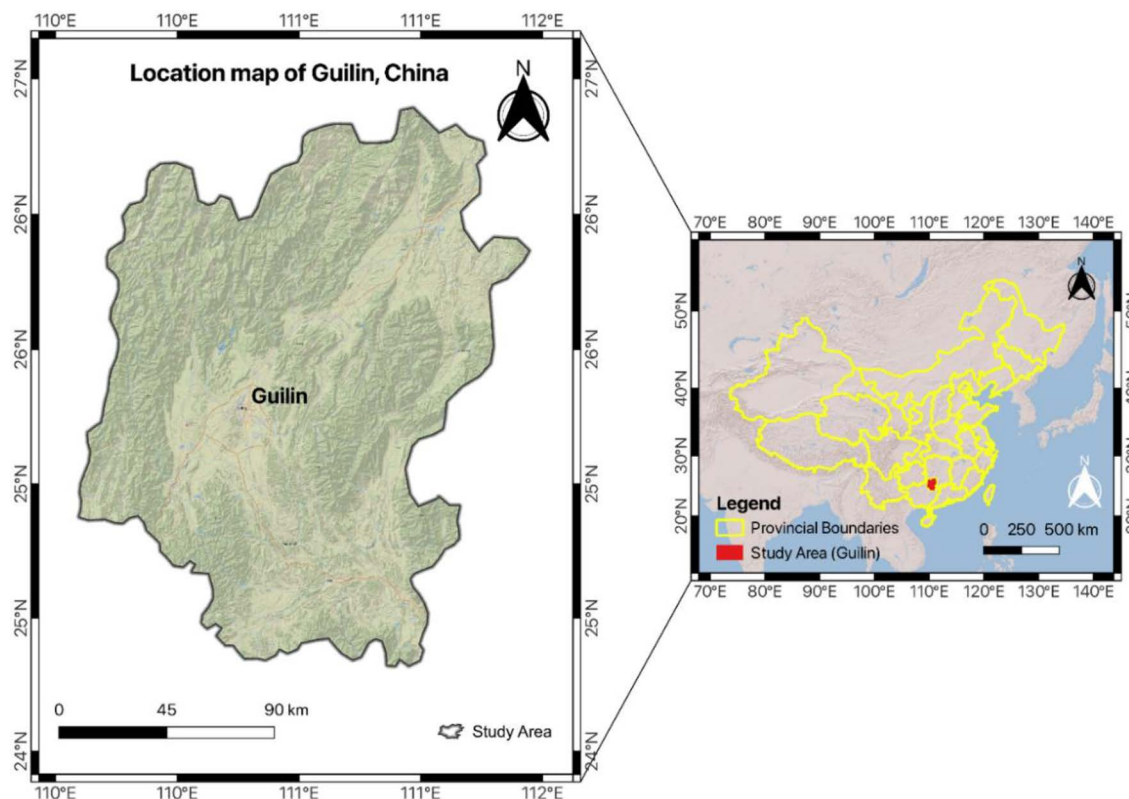 110°E 110°E 111°E 111°E 112°E
27°N
26°N
26°N
25°N
25°N
24°N
Location map of Guilin, China
N
Guilin
0 45 90 km
Study Area
27°N
26°N
26°N
25°N
25°N
24°N
110°E 110°E 111°E 111°E 112°E
70°E 80°E 90°E 100°E 110°E 120°E 130°E 140°E
50°N
40°N
30°N
20°N
N
N
Legend
Provincial Boundaries
Study Area (Guilin)
0 250 500 km
70°E 80°E 90°E 100°E 110°E 120°E 130°E 140°E